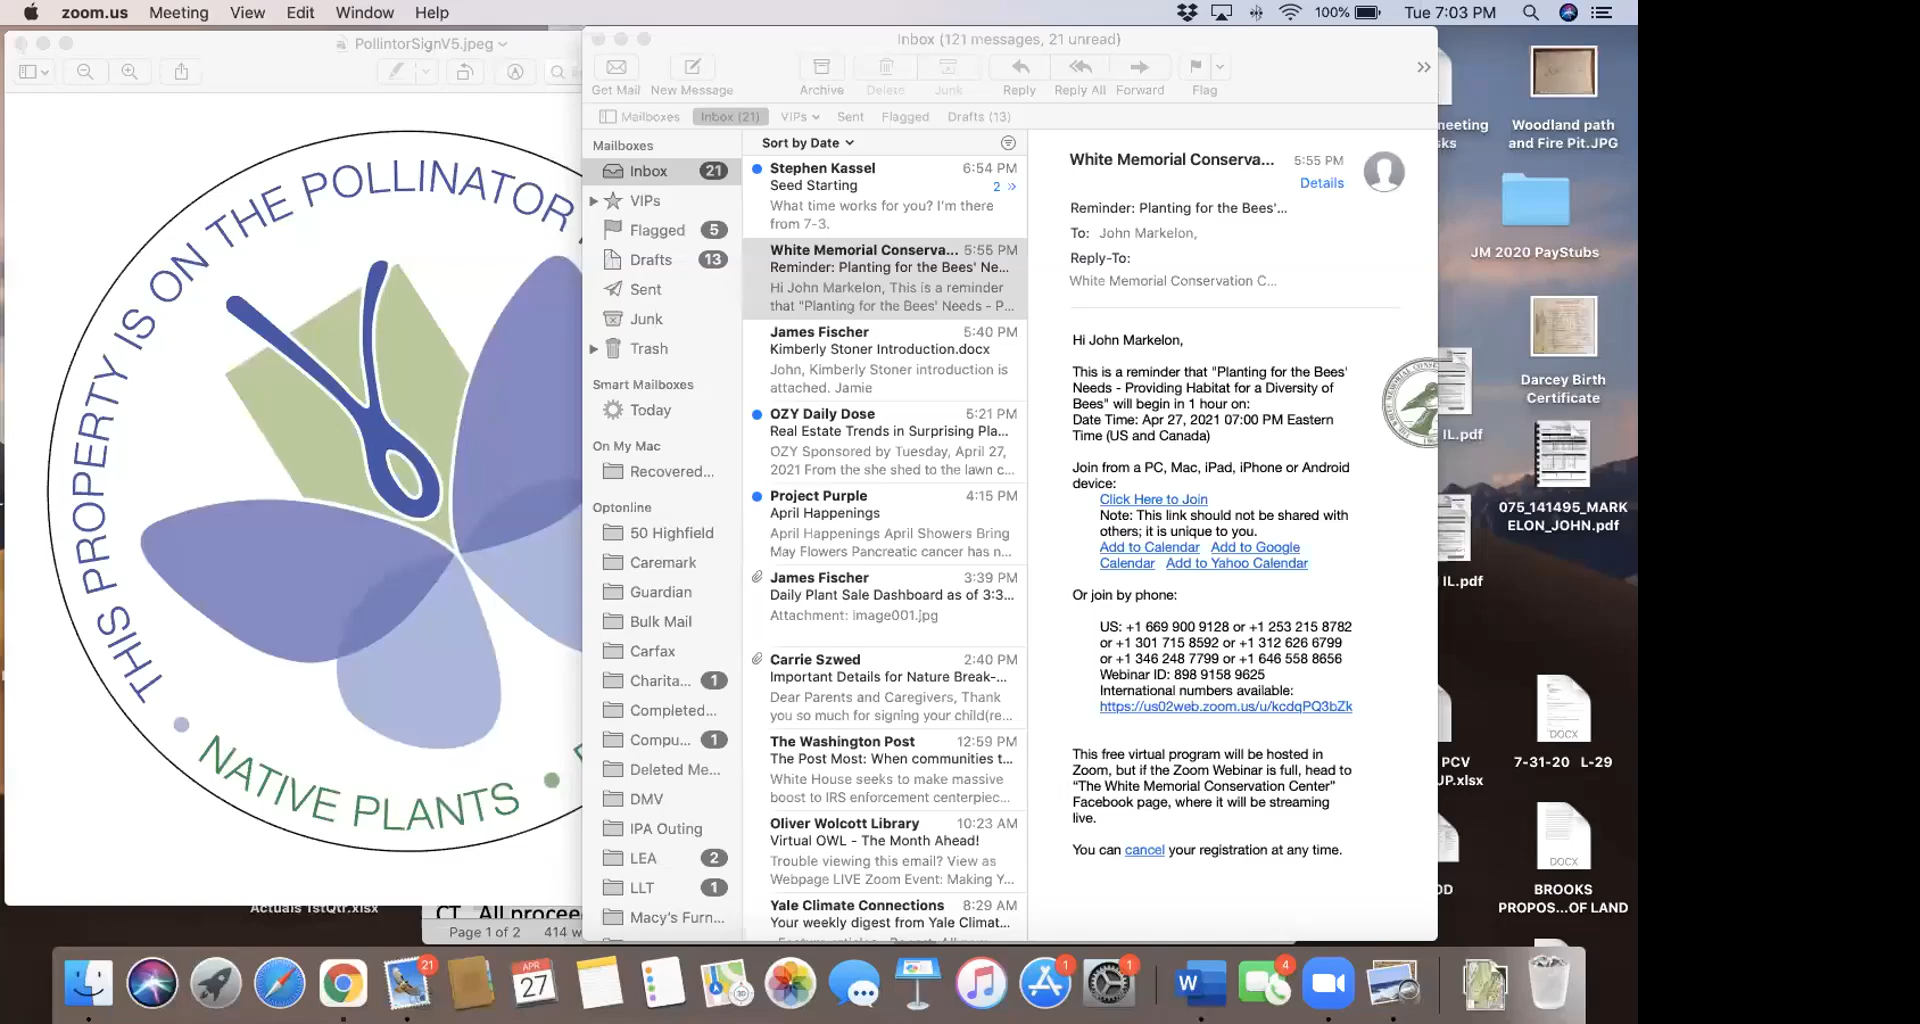 zoom.us Meeting View Edit Window Help
100% Tue 7:03 PM
PollintorSignV5.jpeg
THIS PROPERTY IS ON THE POLLINATOR
NATIVE PLANTS
Inbox (121 messages, 21 unread)
Get Mail New Message Archive Delete Junk Reply Reply All Forward Flag
Mailboxes Inbox (21) VIPs Sent Flagged Drafts (13)
Mailboxes
Inbox 21
VIPs
Flagged 5
Drafts 13
Sent
Junk
Trash
Smart Mailboxes
Today
On My Mac
Recovered...
Optonline
50 Highfield
Caremark
Guardian
Bulk Mail
Carfax
Charita... 1
Completed...
Compu... 1
Deleted Me...
DMV
IPA Outing
LEA 2
LLT 1
Macy's Furn...
Sort by Date
Stephen Kassel 6:54 PM
Seed Starting 2 »
What time works for you? I'm there
from 7-3.
White Memorial Conserva... 5:55 PM
Reminder: Planting for the Bees' Ne...
Hi John Markelon, This is a reminder
that "Planting for the Bees' Needs - P...
James Fischer 5:40 PM
Kimberly Stoner Introduction.docx
John, Kimberly Stoner introduction is
attached. Jamie
OZY Daily Dose 5:21 PM
Real Estate Trends in Surprising Pla...
OZY Sponsored by Tuesday, April 27,
2021 From the she shed to the lawn c...
Project Purple 4:15 PM
April Happenings
April Happenings April Showers Bring
May Flowers Pancreatic cancer has n...
James Fischer 3:39 PM
Daily Plant Sale Dashboard as of 3:3...
Attachment: image001.jpg
Carrie Szwed 2:40 PM
Important Details for Nature Break-...
Dear Parents and Caregivers, Thank
you so much for signing your child(re...
The Washington Post 12:59 PM
The Post Most: When communities t...
White House seeks to make massive
boost to IRS enforcement centerpiec...
Oliver Wolcott Library 10:23 AM
Virtual OWL - The Month Ahead!
Trouble viewing this email? View as
Webpage LIVE Zoom Event: Making Y...
Yale Climate Connections 8:29 AM
Your weekly digest from Yale Climat...
White Memorial Conserva... 5:55 PM
Details
Reminder: Planting for the Bees'...
To: John Markelon,
Reply-To:
White Memorial Conservation C...
Hi John Markelon,
This is a reminder that "Planting for the Bees'
Needs - Providing Habitat for a Diversity of
Bees" will begin in 1 hour on:
Date Time: Apr 27, 2021 07:00 PM Eastern
Time (US and Canada)
Join from a PC, Mac, iPad, iPhone or Android
device:
Click Here to Join
Note: This link should not be shared with
others; it is unique to you.
Add to Calendar Add to Google
Calendar Add to Yahoo Calendar
Or join by phone:
US: +1 669 900 9128 or +1 253 215 8782
or +1 301 715 8592 or +1 312 626 6799
or +1 346 248 7799 or +1 646 558 8656
Webinar ID: 898 9158 9625
International numbers available:
https://us02web.zoom.us/u/kcdqPQ3bZk
This free virtual program will be hosted in
Zoom, but if the Zoom Webinar is full, head to
"The White Memorial Conservation Center"
Facebook page, where it will be streaming
live.
You can cancel your registration at any time.
meeting
sks
Woodland path
and Fire Pit.JPG
JM 2020 PayStubs
Darcey Birth
Certificate
IL.pdf
075_141495_MARK
ELON_JOHN.pdf
IL.pdf
PCV
UP.xlsx
DOCX
7-31-20 L-29
DOCX
OD
BROOKS
PROPOS...OF LAND
Actuals 1stQtr.xlsx
CT. All procee
Page 1 of 2 414 w
21
APR
27
3D
1
1
W
4